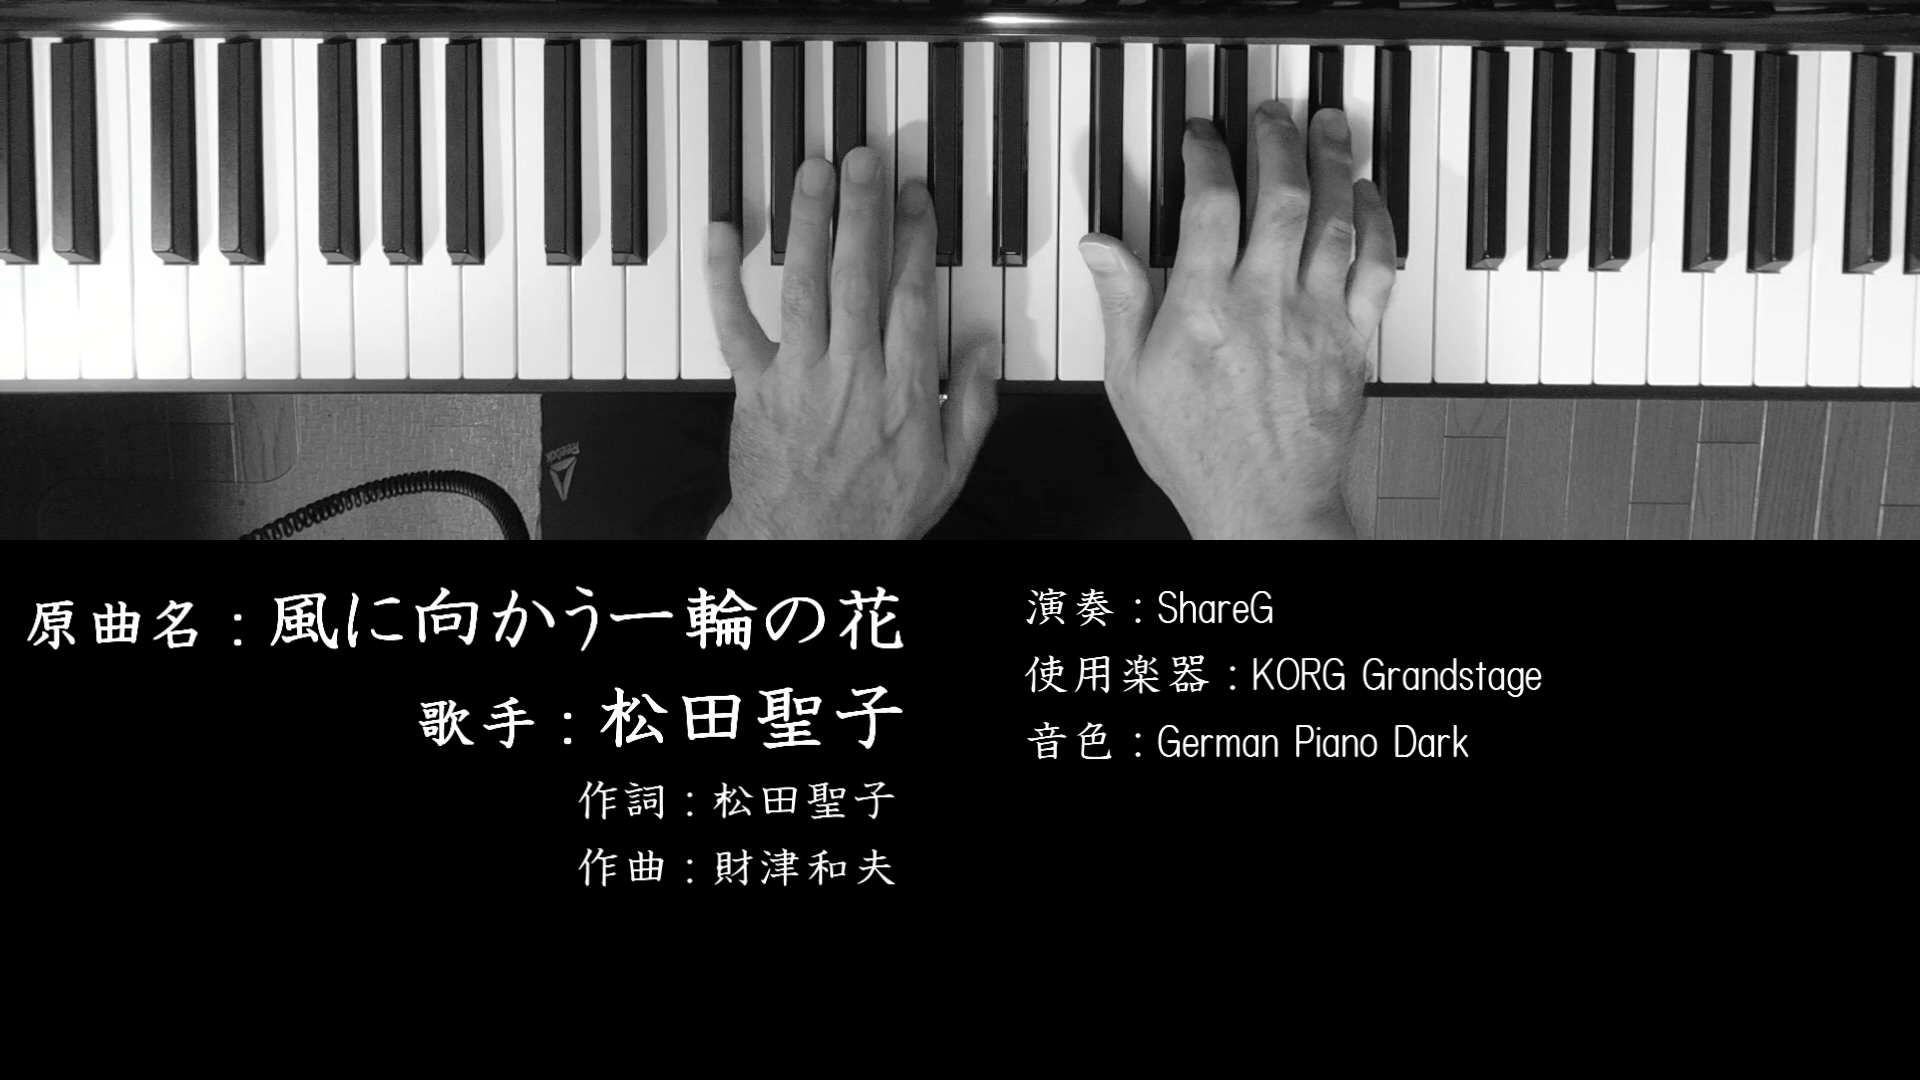 Reebok
原曲名：風に向かう一輪の花
歌手：松田聖子
作詞：松田聖子
作曲：財津和夫
演奏：ShareG
使用楽器：KORG Grandstage
音色：German Piano Dark